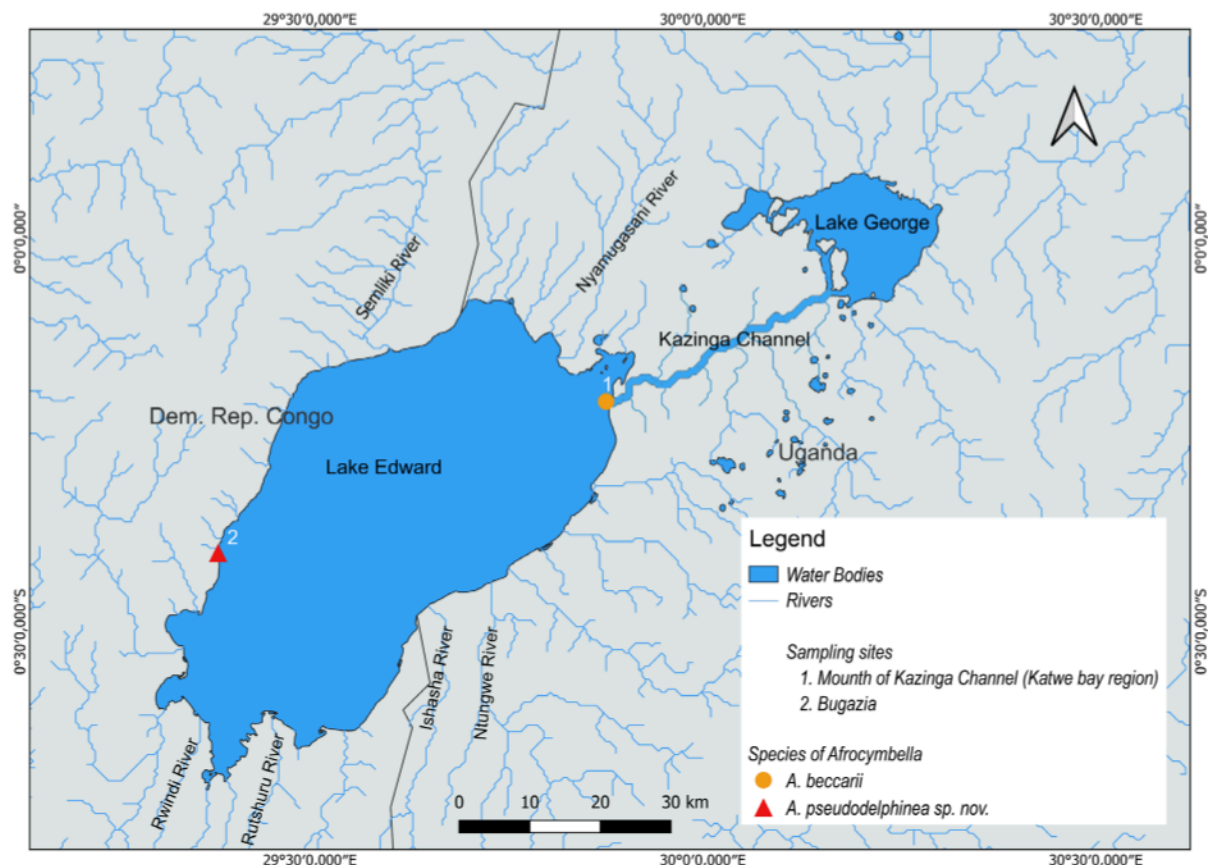 29°30'0,000"E
30°0'0,000"E
30°30'0,000"E
0°0'0,000"
0°0'0,000"
Lake George
Nyamugasani River
Semliki River
Kazinga Channel
1
Dem. Rep. Congo
Uganda
Lake Edward
2
0°30'0,000"S
0°30'0,000"S
Ishasha River
Ntungwe River
Rwindi River
Rutshuru River
Legend
Water Bodies
Rivers
Sampling sites
1. Mounth of Kazinga Channel (Katwe bay region)
2. Bugazia
Species of Afrocymbella
A. beccarii
A. pseudodelphinea sp. nov.
0 10 20 30 km
29°30'0,000"E
30°0'0,000"E
30°30'0,000"E